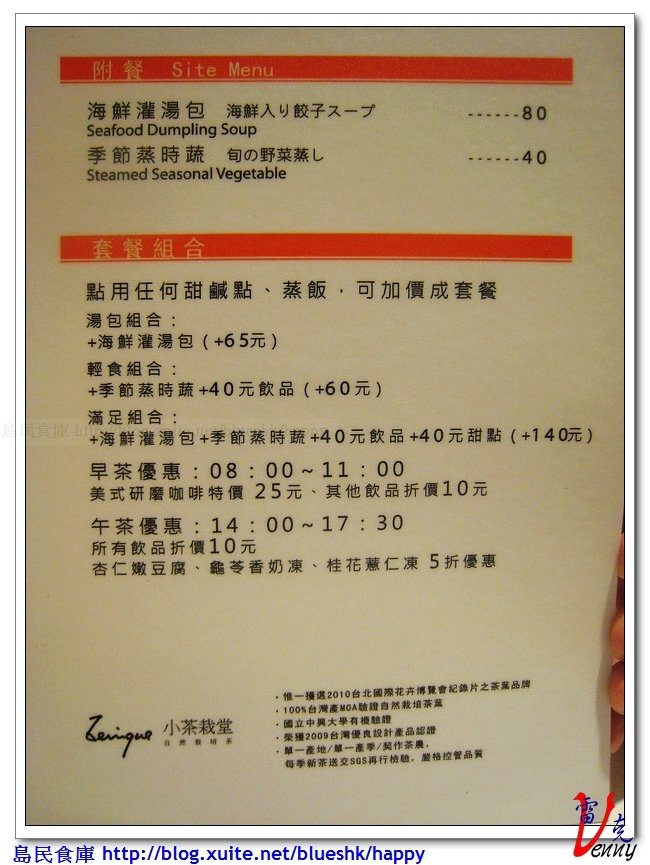 附餐 Site Menu
海鮮灌湯包 海鮮入り餃子スープ ------80
Seafood Dumpling Soup
季節蒸時蔬 旬の野菜蒸し ------40
Steamed Seasonal Vegetable
套餐組合
點用任何甜鹹點、蒸飯，可加價成套餐
湯包組合：
+海鮮灌湯包（+65元）
輕食組合：
+季節蒸時蔬+40元飲品（+60元）
滿足組合：
+海鮮灌湯包+季節蒸時蔬+40元飲品+40元甜點（+140元）
早茶優惠：08：00~11：00
美式研磨咖啡特價 25元、其他飲品折價10元
午茶優惠：14：00~17：30
所有飲品折價10元
杏仁嫩豆腐、龜苓香奶凍、桂花薏仁凍 5折優惠
・惟一獲選2010台北國際花卉博覽會紀錄片之茶葉品牌
・100%台灣產MOA驗證自然栽培茶葉
・國立中興大學有機驗證
・榮獲2009台灣優良設計產品認證
・單一產地/單一產季/契作茶農，
每季新茶送交SGS再行檢驗，嚴格控管品質
Zenique 小茶栽堂
自然栽培茶
雷克
Venny
島民食庫 http://blog.xuite.net/blueshk/happy